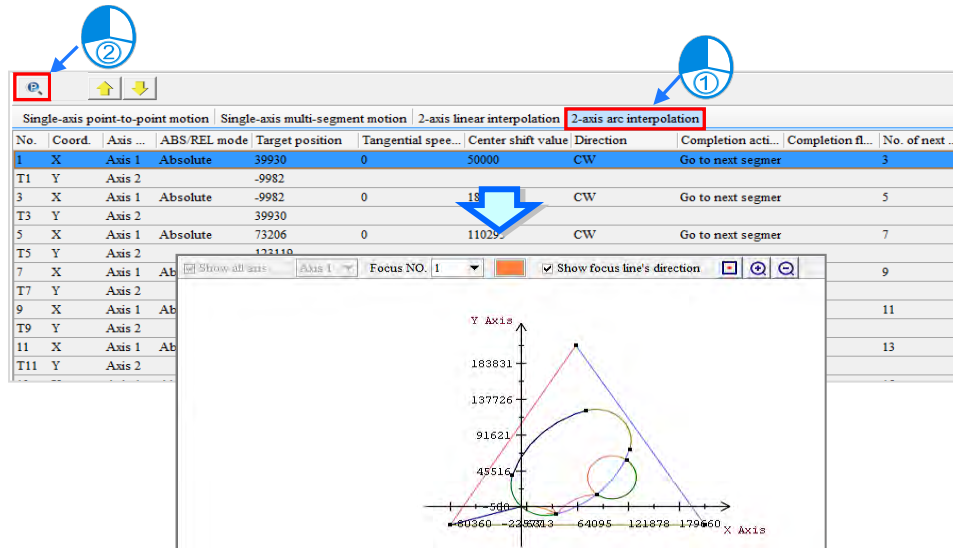 ②
①
Single-axis point-to-point motion Single-axis multi-segment motion 2-axis linear interpolation 2-axis arc interpolation
No. Coord. Axis ... ABS/REL mode Target position Tangential spee... Center shift value Direction Completion acti... Completion fl... No. of next ...
1 X Axis 1 Absolute 39930 0 50000 CW Go to next segmer 3
T1 Y Axis 2 -9982
3 X Axis 1 Absolute -9982 0 CW Go to next segmer 5
T3 Y Axis 2 39930
5 X Axis 1 Absolute 73206 0 CW Go to next segmer 7
T5 Y Axis 2 123119
7 X Axis 1 Ab 9
T7 Y Axis 2
9 X Axis 1 Ab 11
T9 Y Axis 2
11 X Axis 1 Ab 13
T11 Y Axis 2
Show all axis Axis 1 Focus NO. 1 Show focus line's direction
Y Axis
183831
137726
91621
45516
-80360 64095 121878 179660
X Axis